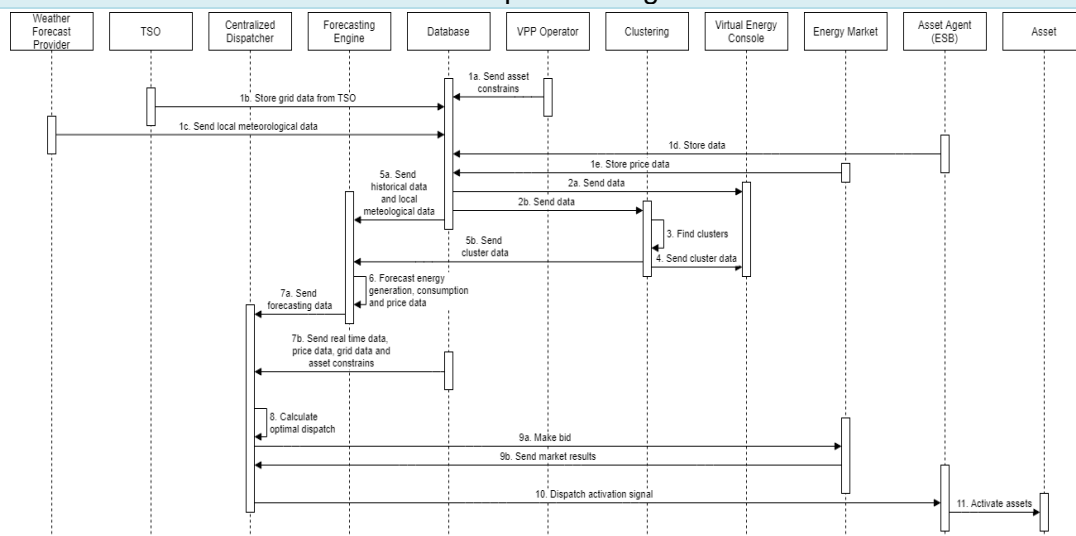 Weather
Forecast
Provider
TSO
Centralized
Dispatcher
Forecasting
Engine
Database
VPP Operator
Clustering
Virtual Energy
Console
Energy Market
Asset Agent
(ESB)
Asset
1a. Send asset
constrains
1b. Store grid data from TSO
1c. Send local meteorological data
1d. Store data
1e. Store price data
2a. Send data
5a. Send
historical data
and local
meteological data
2b. Send data
3. Find clusters
5b. Send
cluster data
4. Send cluster data
6. Forecast energy
generation, consumption
and price data
7a. Send
forecasting data
7b. Send real time data,
price data, grid data and
asset constrains
8. Calculate
optimal dispatch
9a. Make bid
9b. Send market results
10. Dispatch activation signal
11. Activate assets